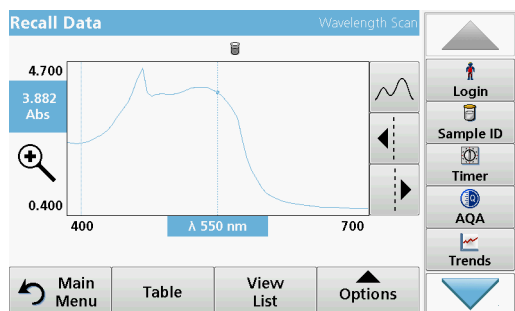 Recall Data
Wavelength Scan
4.700
3.882
Abs
0.400
400
λ 550 nm
700
Login
Sample ID
Timer
AQA
Trends
Main
Menu
Table
View
List
Options